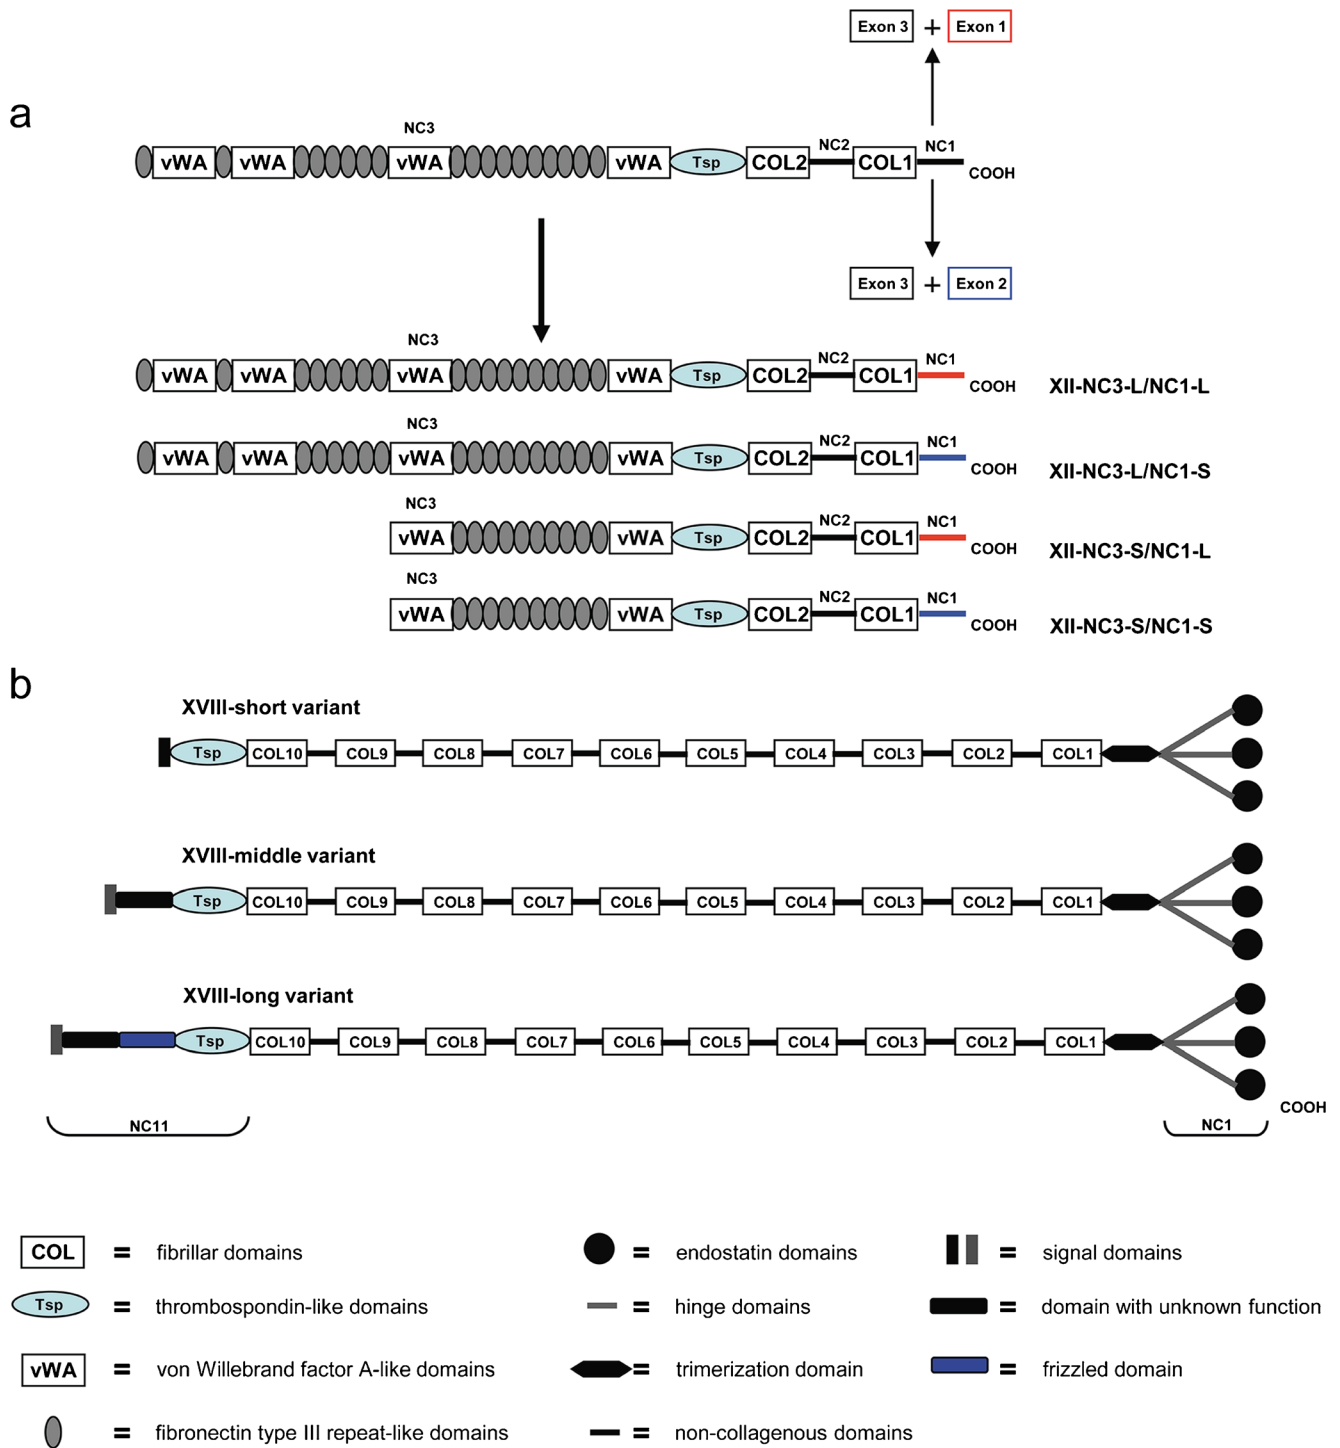 Exon 3 + Exon 1
a
NC3
vWA vWA vWA vWA Tsp COL2 NC2 COL1 NC1 COOH
Exon 3 + Exon 2
NC3
vWA vWA vWA vWA Tsp COL2 NC2 COL1 NC1 COOH XII-NC3-L/NC1-L
NC3
vWA vWA vWA vWA Tsp COL2 NC2 COL1 NC1 COOH XII-NC3-L/NC1-S
NC3
vWA vWA Tsp COL2 NC2 COL1 NC1 COOH XII-NC3-S/NC1-L
NC3
vWA vWA Tsp COL2 NC2 COL1 NC1 COOH XII-NC3-S/NC1-S
b
XVIII-short variant
Tsp COL10 COL9 COL8 COL7 COL6 COL5 COL4 COL3 COL2 COL1
XVIII-middle variant
Tsp COL10 COL9 COL8 COL7 COL6 COL5 COL4 COL3 COL2 COL1
XVIII-long variant
Tsp COL10 COL9 COL8 COL7 COL6 COL5 COL4 COL3 COL2 COL1
COOH
NC11 NC1
COL = fibrillar domains = endostatin domains = signal domains
Tsp = thrombospondin-like domains = hinge domains = domain with unknown function
vWA = von Willebrand factor A-like domains = trimerization domain = frizzled domain
= fibronectin type III repeat-like domains = non-collagenous domains